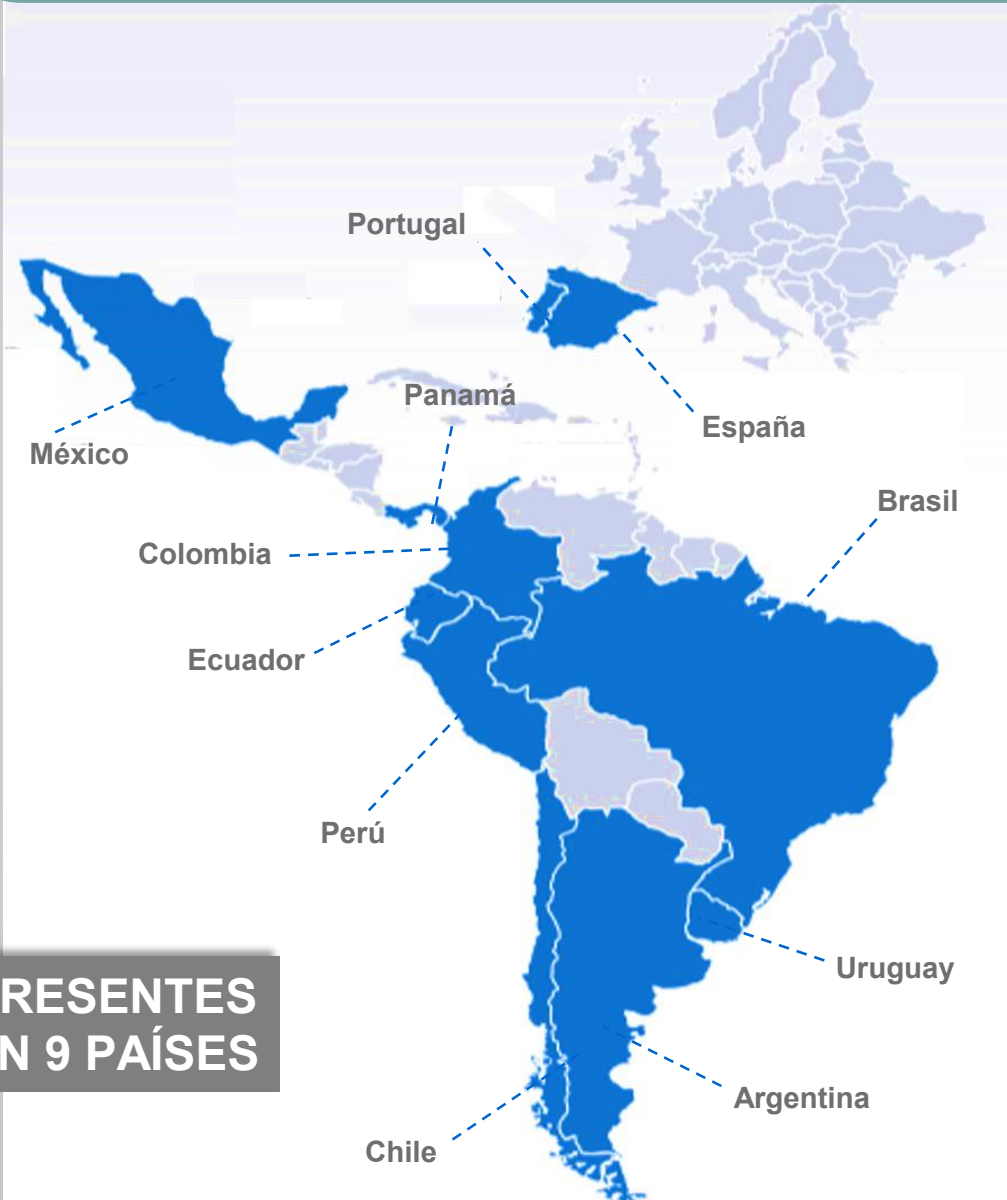 Portugal
Panamá
España
México
Brasil
Colombia
Ecuador
Perú
Uruguay
RESENTES
N 9 PAÍSES
Argentina
Chile